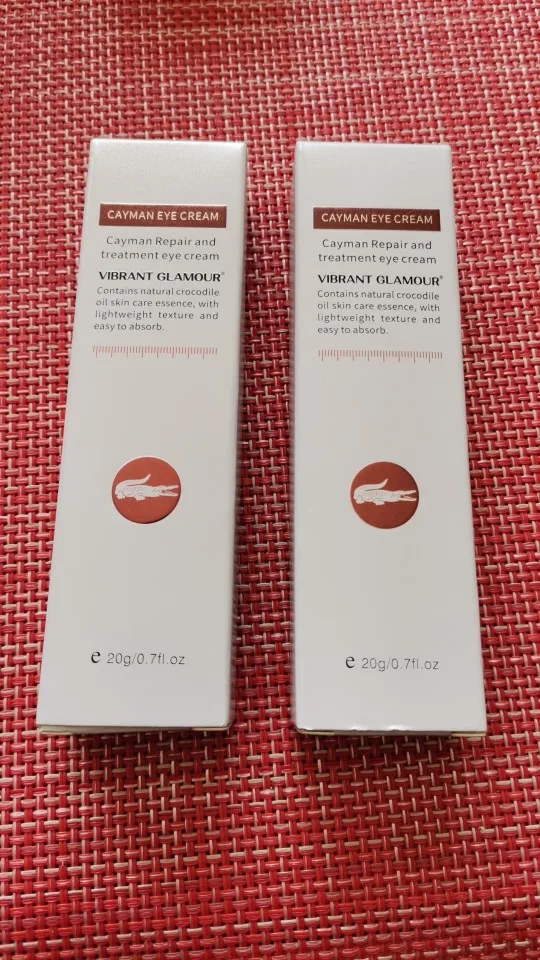 CAYMAN EYE CREAM
Cayman Repair and
treatment eye cream
VIBRANT GLAMOUR®
Contains natural crocodile
oil skin care essence, with
lightweight texture and
easy to absorb.
e 20g/0.7fl.oz
CAYMAN EYE CREAM
Cayman Repair and
treatment eye cream
VIBRANT GLAMOUR®
Contains natural crocodile
oil skin care essence, with
lightweight texture and
easy to absorb.
e 20g/0.7fl.oz